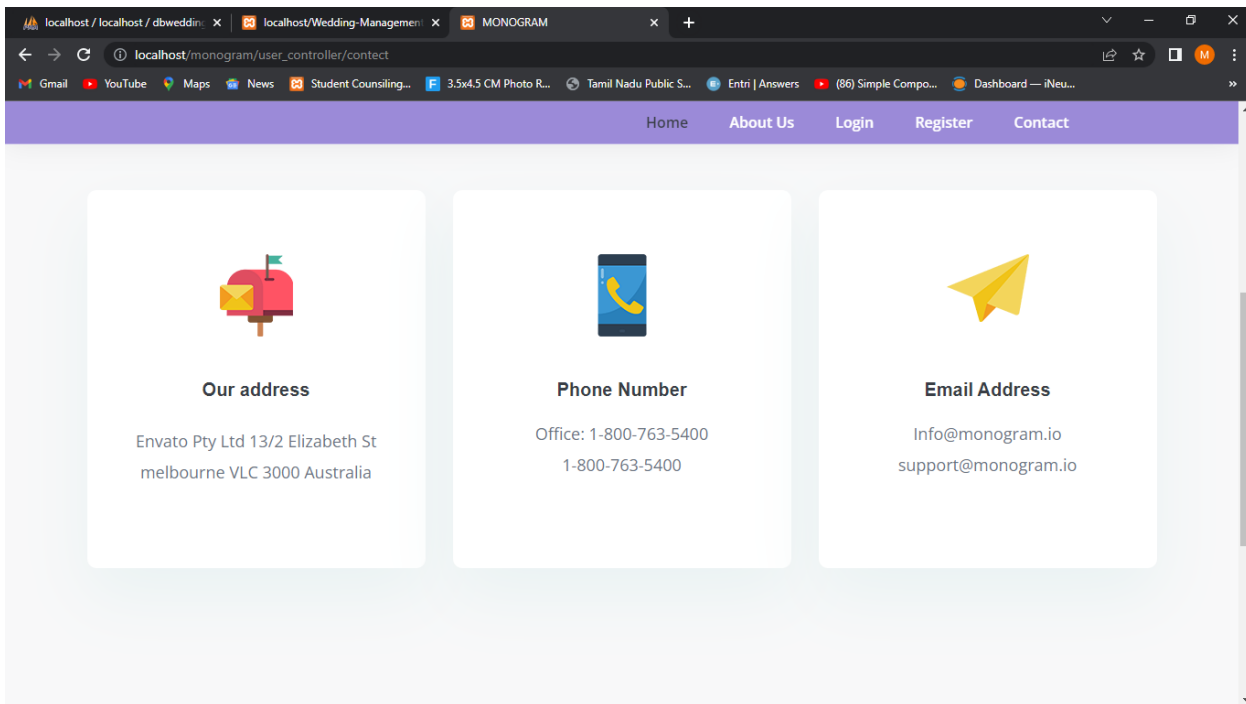 localhost / localhost / dbwedding
localhost/Wedding-Management
MONOGRAM
localhost/monogram/user_controller/contect
M
Gmail
YouTube
Maps
News
Student Counsiling...
3.5x4.5 CM Photo R...
Tamil Nadu Public S...
Entri | Answers
(86) Simple Compo...
Dashboard — iNeu...
»
Home About Us Login Register Contact
Our address
Envato Pty Ltd 13/2 Elizabeth St
melbourne VLC 3000 Australia
Phone Number
Office: 1-800-763-5400
1-800-763-5400
Email Address
Info@monogram.io
support@monogram.io